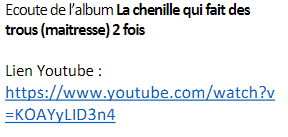 Ecoute de l'album La chenille qui fait des
trous (maitresse) 2 fois
Lien Youtube :
https://www.youtube.com/watch?v
=KOAYyLID3n4